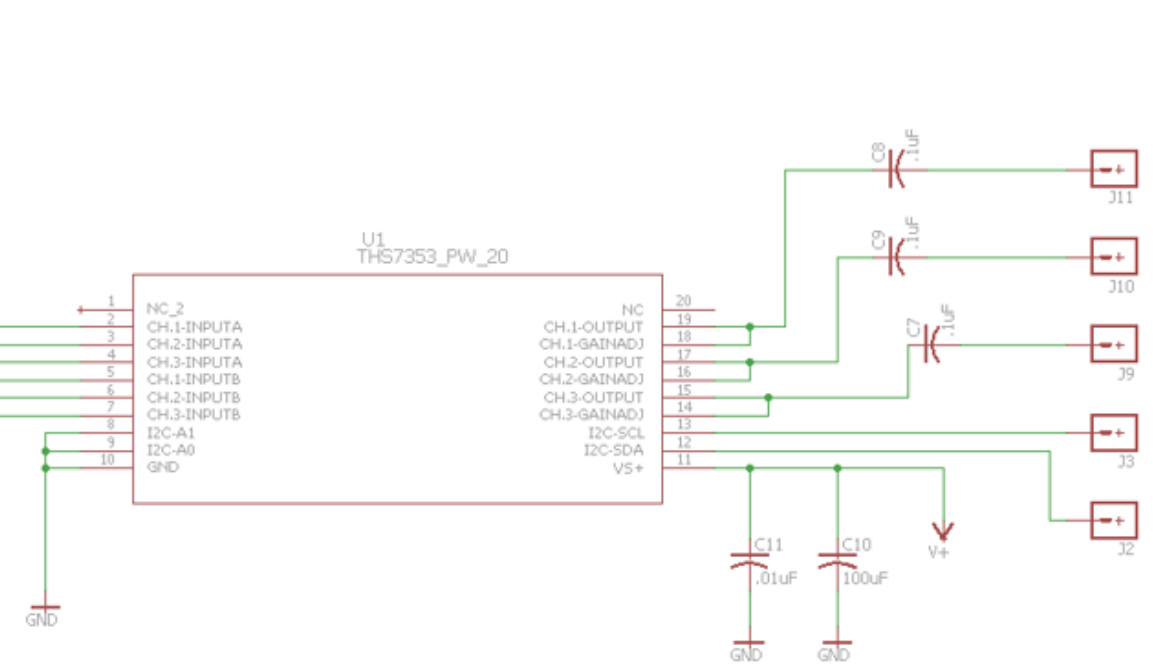 C8
.1uF
J11
C9
.1uF
J10
U1
THS7353_PW_20
C7
.1uF
J9
1 NC_2 NC 20
2 CH.1-INPUTA CH.1-OUTPUT 19
3 CH.2-INPUTA CH.1-GAINADJ 18
4 CH.3-INPUTA CH.2-OUTPUT 17
5 CH.1-INPUTB CH.2-GAINADJ 16
6 CH.2-INPUTB CH.3-OUTPUT 15
7 CH.3-INPUTB CH.3-GAINADJ 14
8 I2C-A1 I2C-SCL 13
9 I2C-A0 I2C-SDA 12
10 GND VS+ 11
J3
J2
V+
C11
.01uF
C10
100uF
GND
GND
GND